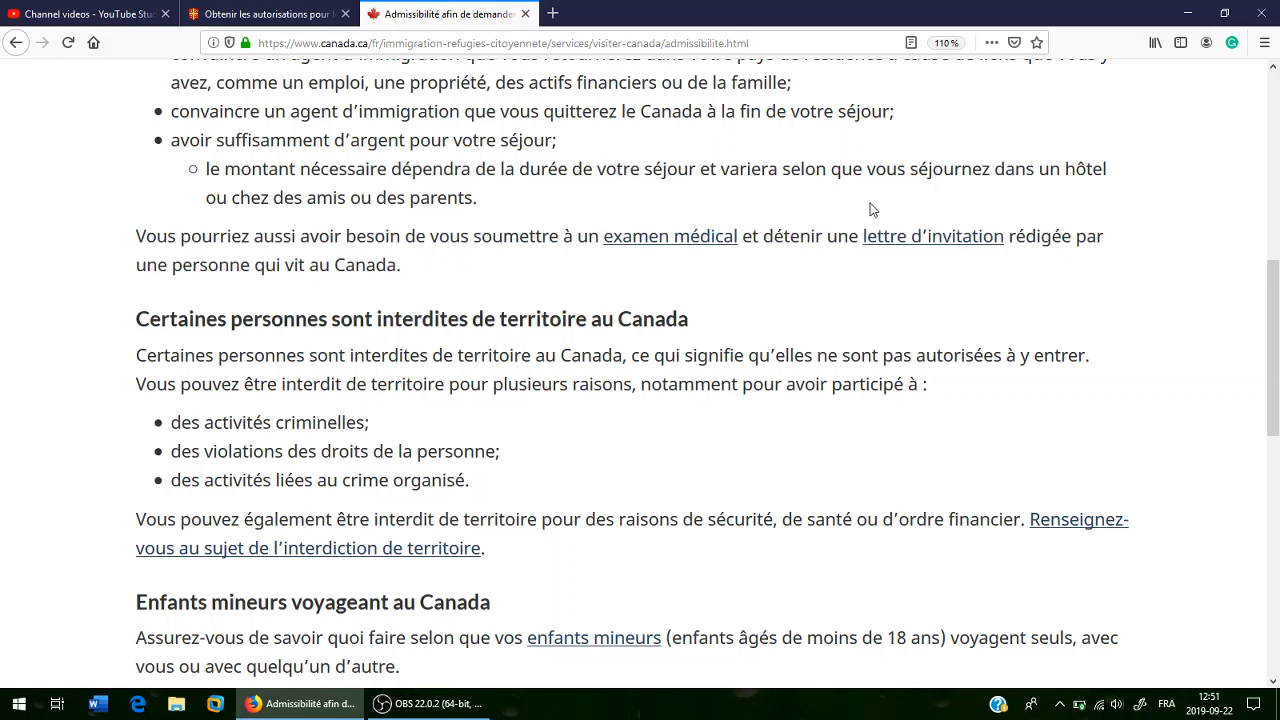 Channel videos - YouTube Stu
Obtenir les autorisations pour l
Admissibilité afin de demander
https://www.canada.ca/fr/immigration-refugies-citoyennete/services/visiter-canada/admissibilite.html
110 %
avez, comme un emploi, une propriété, des actifs financiers ou de la famille;
convaincre un agent d’immigration que vous quitterez le Canada à la fin de votre séjour;
avoir suffisamment d’argent pour votre séjour;
le montant nécessaire dépendra de la durée de votre séjour et variera selon que vous séjournez dans un hôtel
ou chez des amis ou des parents.
Vous pourriez aussi avoir besoin de vous soumettre à un examen médical et détenir une lettre d’invitation rédigée par
une personne qui vit au Canada.
Certaines personnes sont interdites de territoire au Canada
Certaines personnes sont interdites de territoire au Canada, ce qui signifie qu’elles ne sont pas autorisées à y entrer.
Vous pouvez être interdit de territoire pour plusieurs raisons, notamment pour avoir participé à :
des activités criminelles;
des violations des droits de la personne;
des activités liées au crime organisé.
Vous pouvez également être interdit de territoire pour des raisons de sécurité, de santé ou d’ordre financier. Renseignez-
vous au sujet de l’interdiction de territoire.
Enfants mineurs voyageant au Canada
Assurez-vous de savoir quoi faire selon que vos enfants mineurs (enfants âgés de moins de 18 ans) voyagent seuls, avec
vous ou avec quelqu’un d’autre.
Admissibilité afin d...
OBS 22.0.2 (64-bit, ...
FRA
12:51
2019-09-22